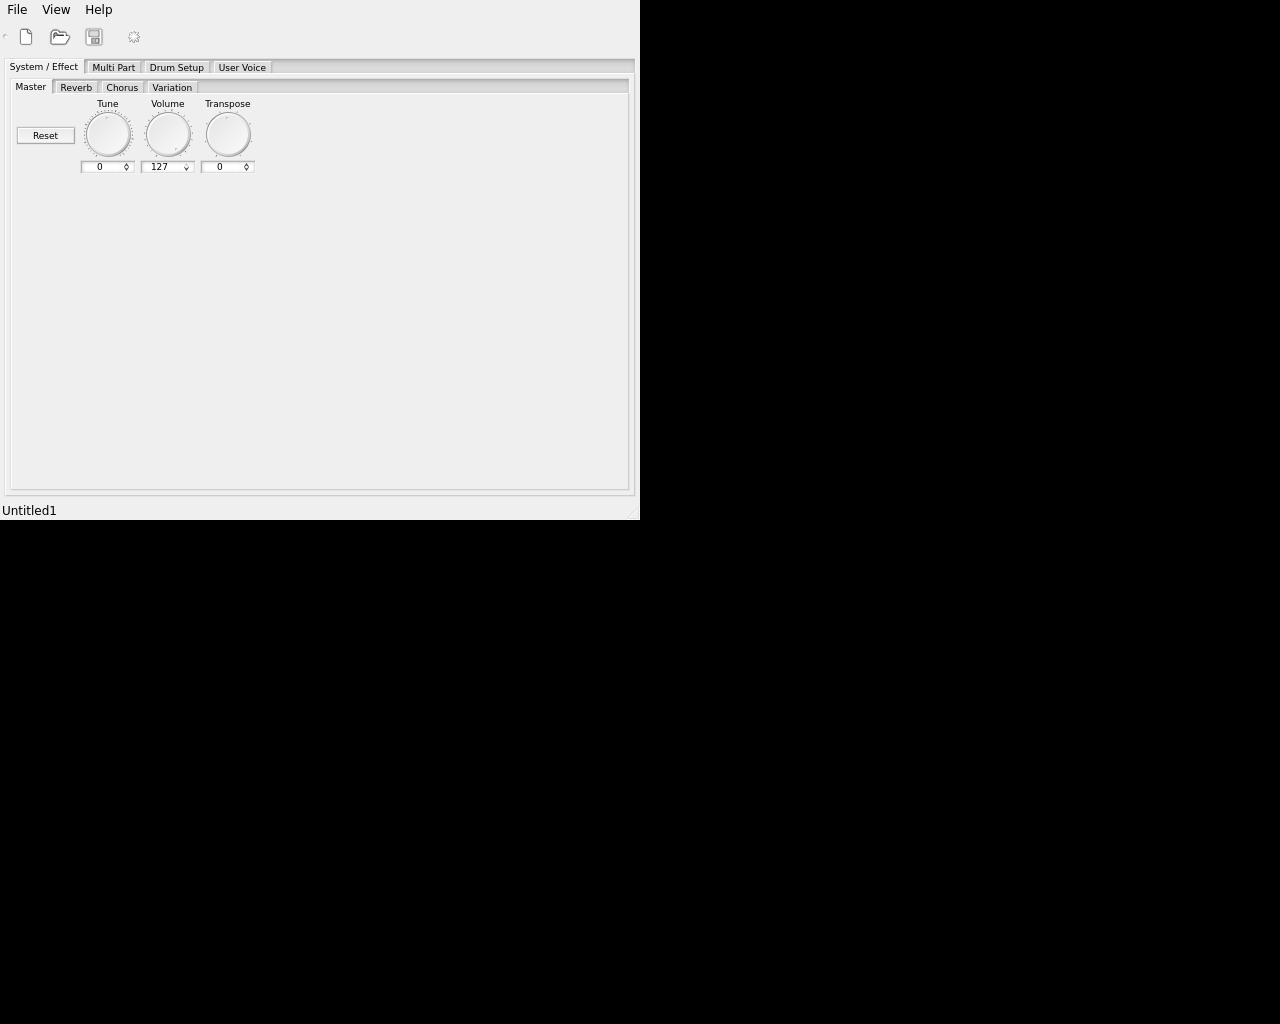 File View Help
System / Effect Multi Part Drum Setup User Voice
Master Reverb Chorus Variation
Tune Volume Transpose
Reset
0 127 0
Untitled1